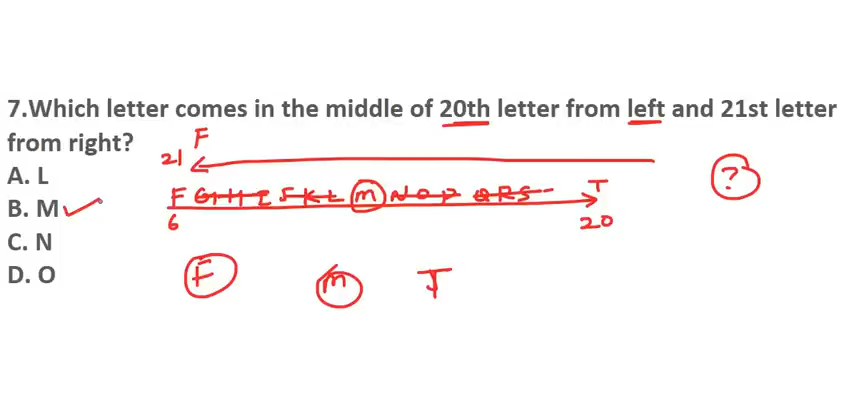 7.Which letter comes in the middle of 20th letter from left and 21st letter
from right?
F
21
A. L
F G H I J K L M N O P Q R S T
?
B. M
6
20
C. N
D. O
F
M
T